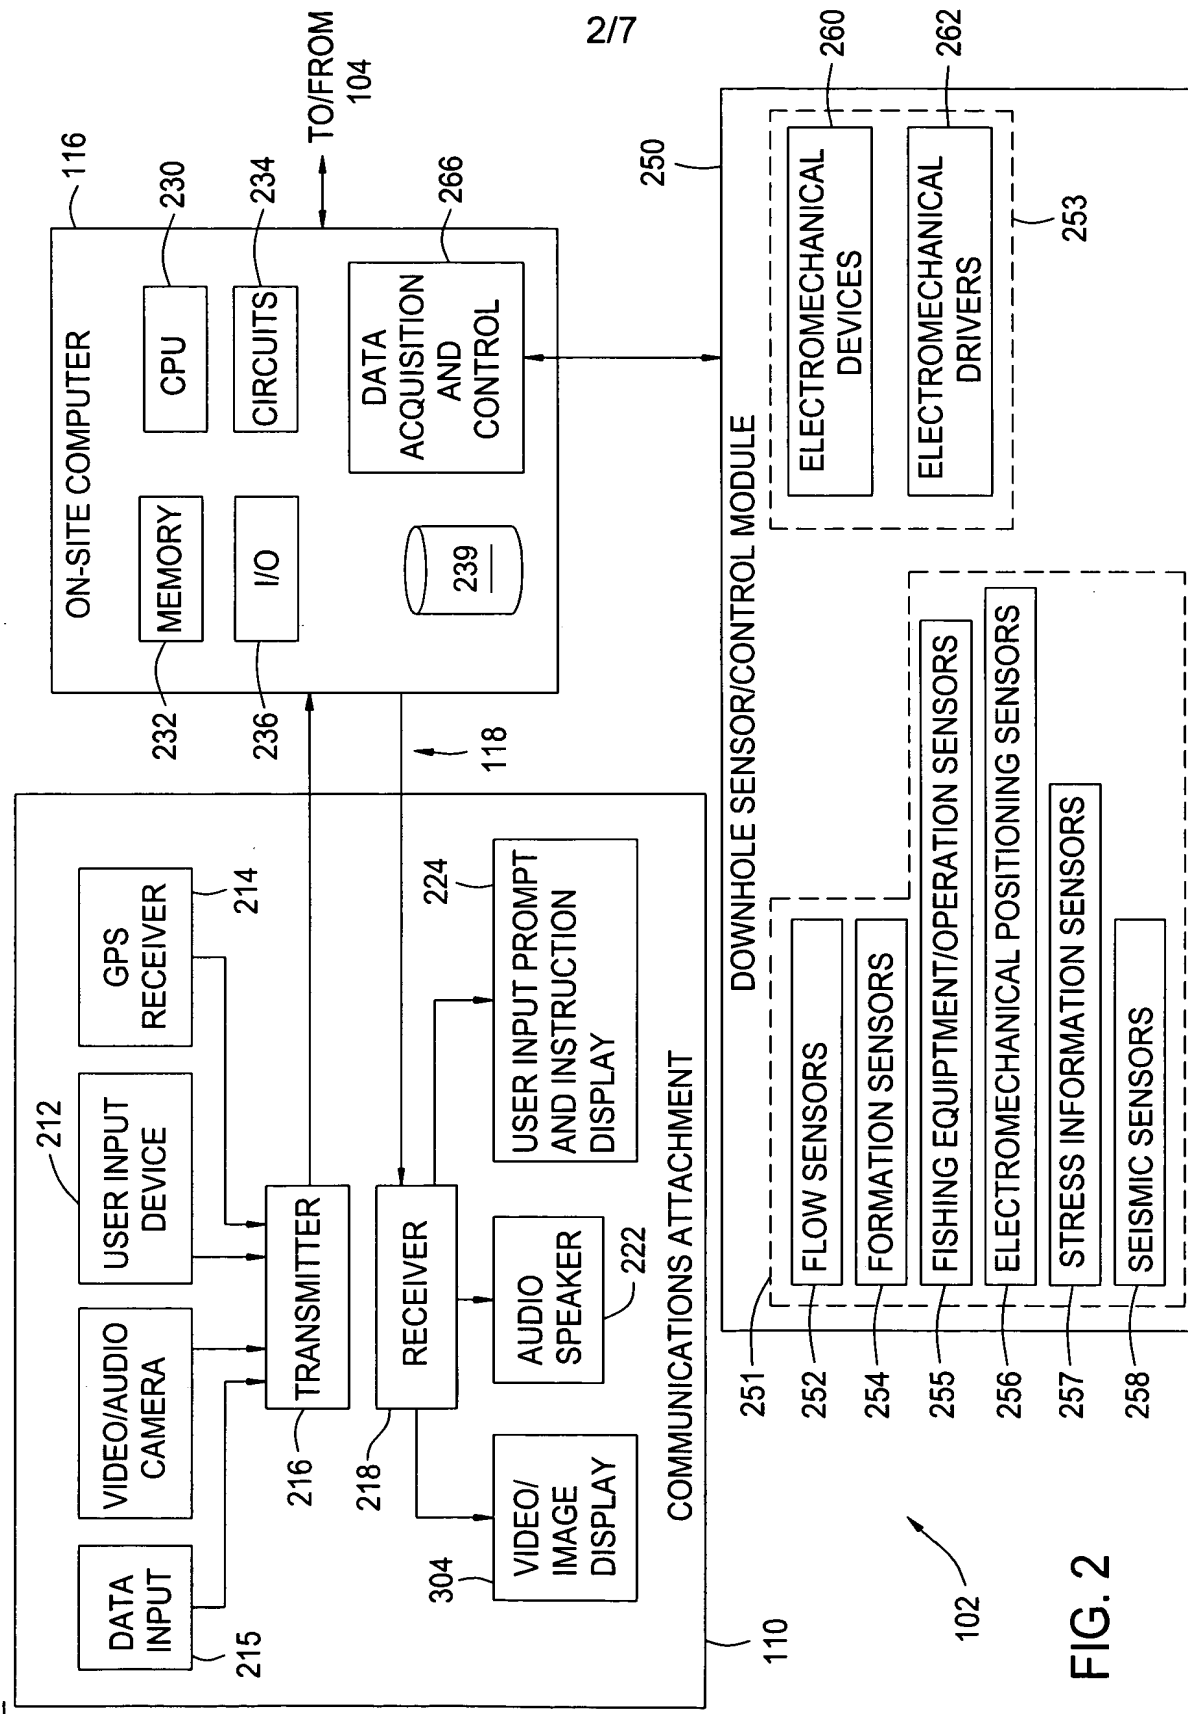 2/7
ON-SITE COMPUTER
116
MEMORY
232
CPU
230
I/O
236
CIRCUITS
234
239
DATA
ACQUISITION
AND
CONTROL
266
TO/FROM
104
118
DATA
INPUT
215
VIDEO/AUDIO
CAMERA
USER INPUT
DEVICE
212
GPS
RECEIVER
214
TRANSMITTER
216
RECEIVER
218
VIDEO/
IMAGE
DISPLAY
304
AUDIO
SPEAKER
222
USER INPUT PROMPT
AND INSTRUCTION
DISPLAY
224
COMMUNICATIONS ATTACHMENT
110
DOWNHOLE SENSOR/CONTROL MODULE
250
251
FLOW SENSORS
252
FORMATION SENSORS
254
FISHING EQUIPTMENT/OPERATION SENSORS
255
ELECTROMECHANICAL POSITIONING SENSORS
256
STRESS INFORMATION SENSORS
257
SEISMIC SENSORS
258
ELECTROMECHANICAL
DEVICES
260
ELECTROMECHANICAL
DRIVERS
262
253
102
FIG. 2